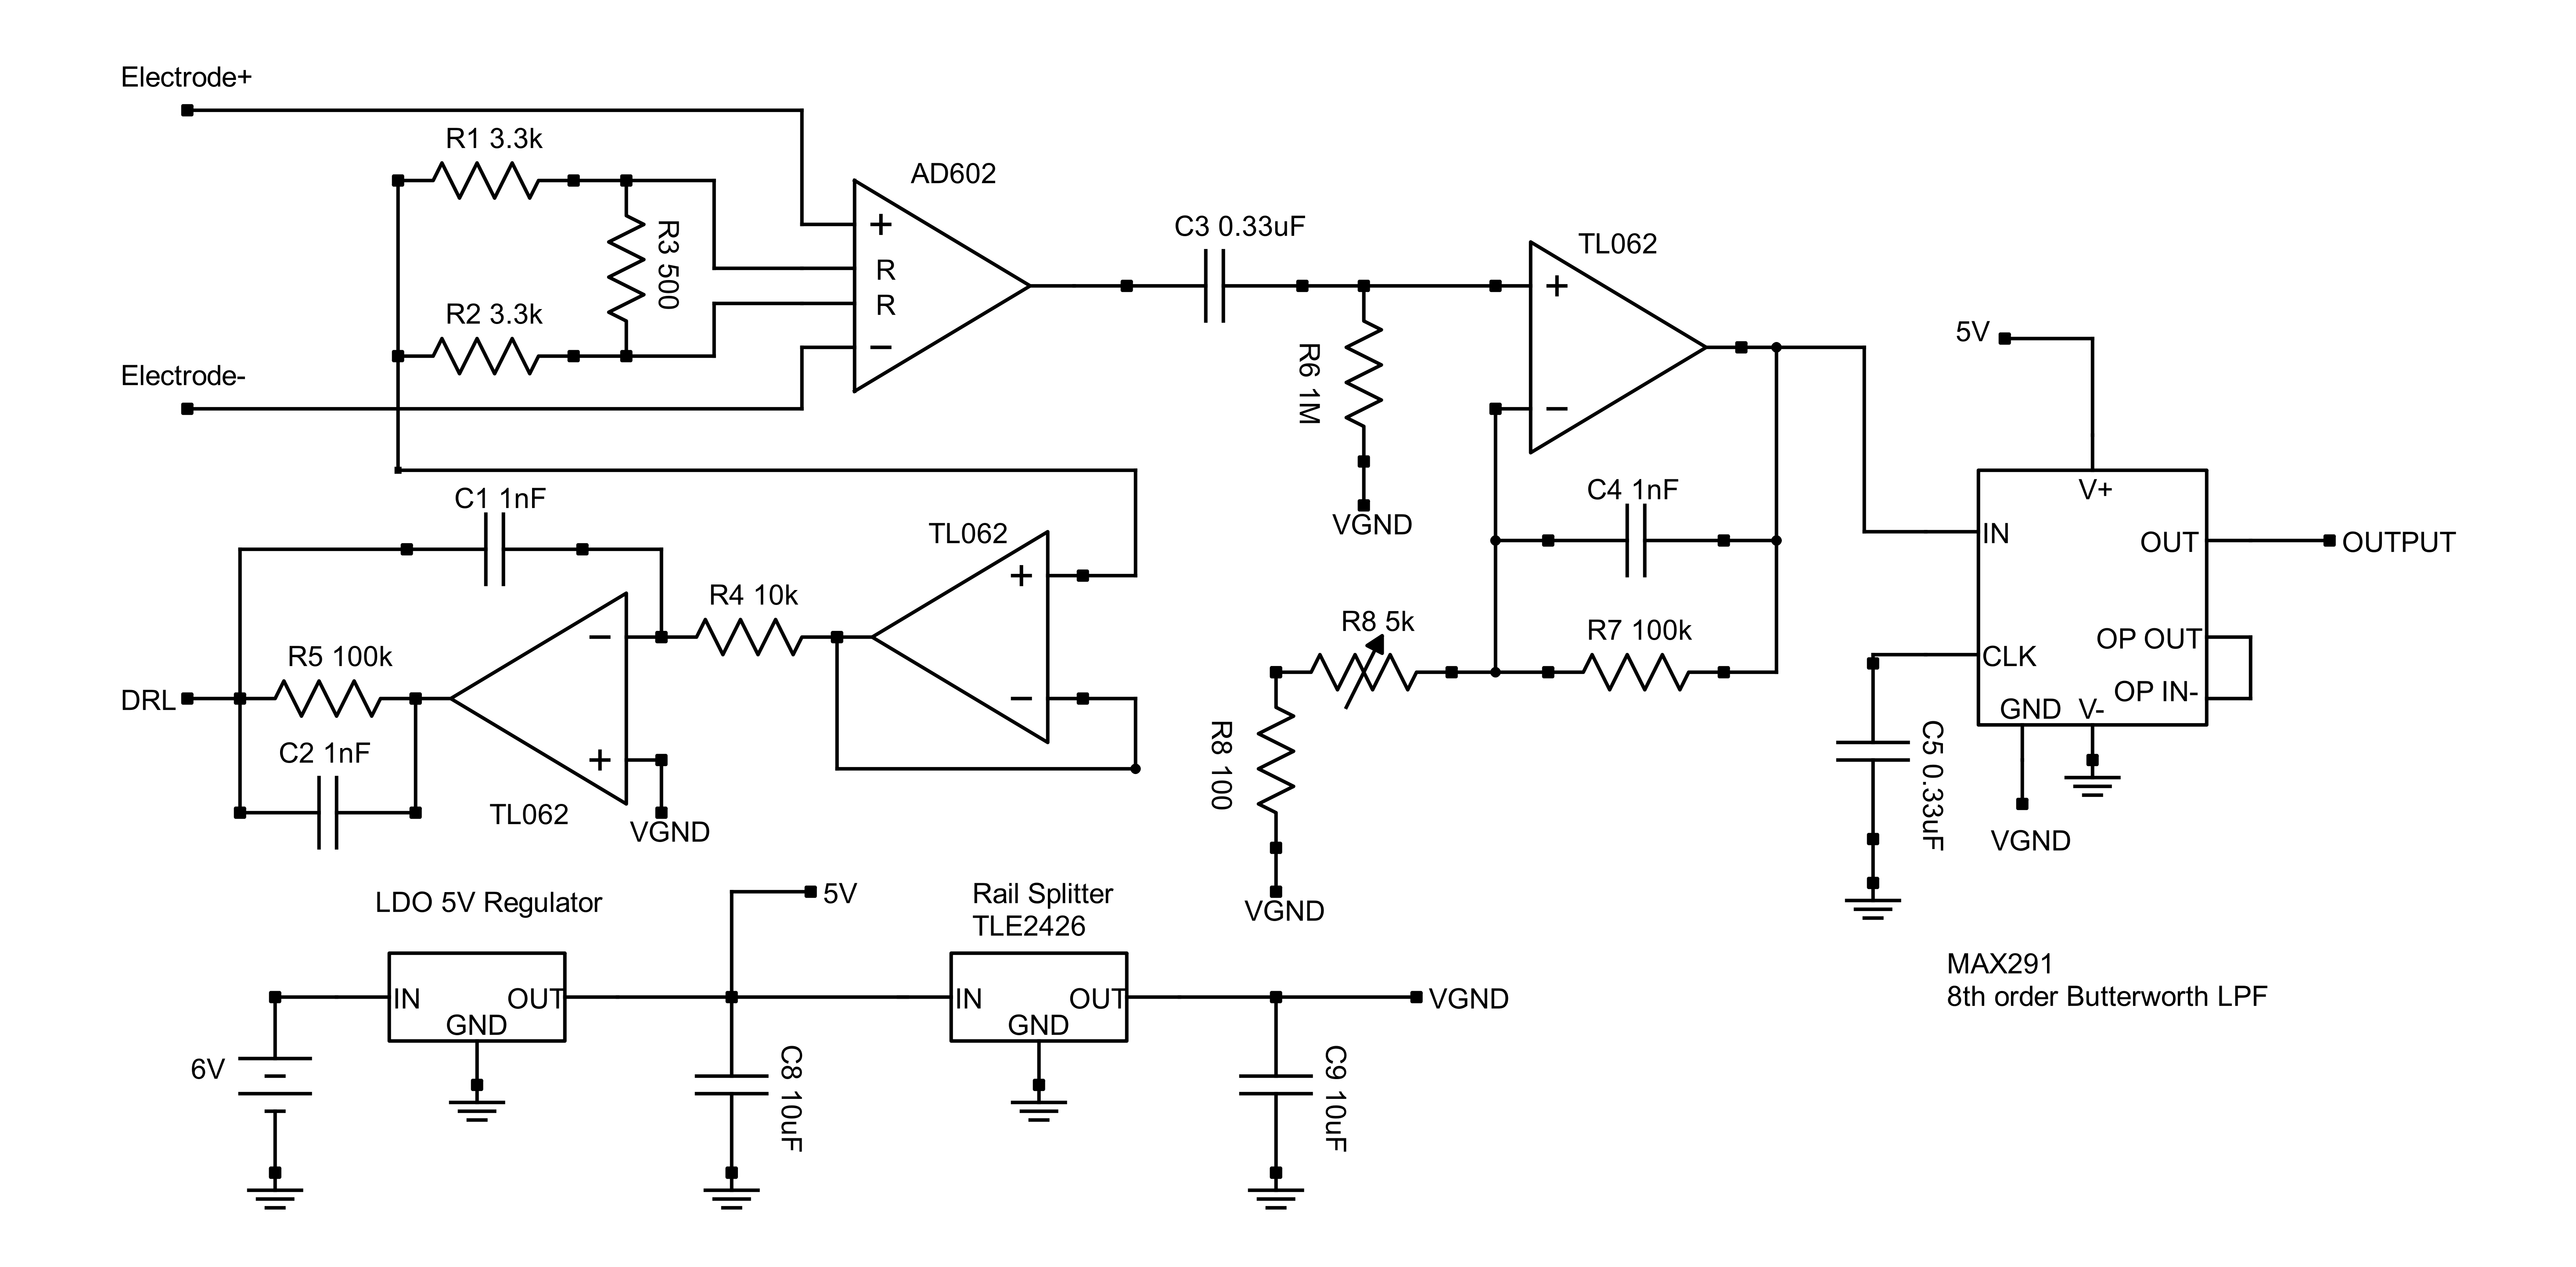 Electrode+
R1 3.3k
R3 500
R2 3.3k
Electrode-
AD602
+
R
R
−
C3 0.33uF
R6 1M
VGND
TL062
+
−
C4 1nF
R7 100k
R8 5k
R8 100
VGND
5V
V+
IN
OUT
OUTPUT
CLK
OP OUT
OP IN-
GND
V-
VGND
C5 0.33uF
MAX291
8th order Butterworth LPF
C1 1nF
R4 10k
TL062
+
−
R5 100k
DRL
C2 1nF
−
+
TL062
VGND
LDO 5V Regulator
IN
OUT
GND
6V
5V
C8 10uF
Rail Splitter
TLE2426
IN
OUT
GND
VGND
C9 10uF